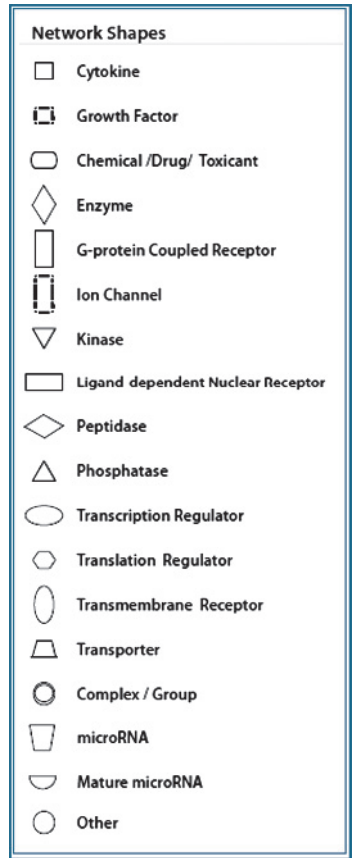 Network Shapes
Cytokine
Growth Factor
Chemical /Drug/ Toxicant
Enzyme
G-protein Coupled Receptor
Ion Channel
Kinase
Ligand dependent Nuclear Receptor
Peptidase
Phosphatase
Transcription Regulator
Translation Regulator
Transmembrane Receptor
Transporter
Complex / Group
microRNA
Mature microRNA
Other